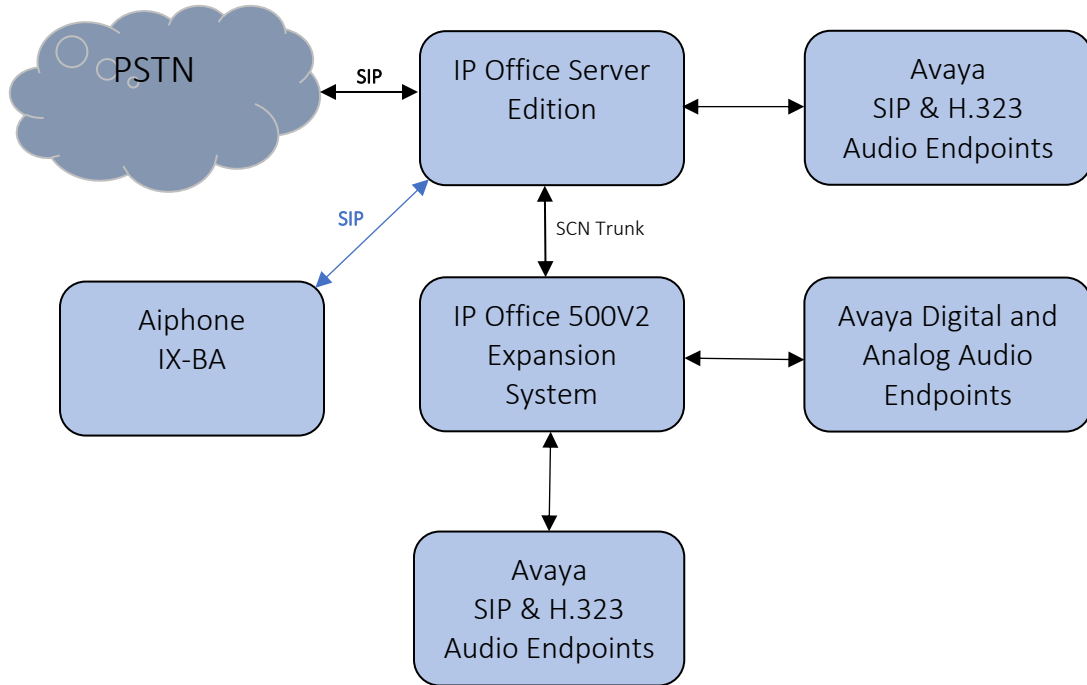 PSTN
SIP
IP Office Server
Edition
Avaya
SIP & H.323
Audio Endpoints
SIP
SCN Trunk
Aiphone
IX-BA
IP Office 500V2
Expansion
System
Avaya Digital and
Analog Audio
Endpoints
Avaya
SIP & H.323
Audio Endpoints